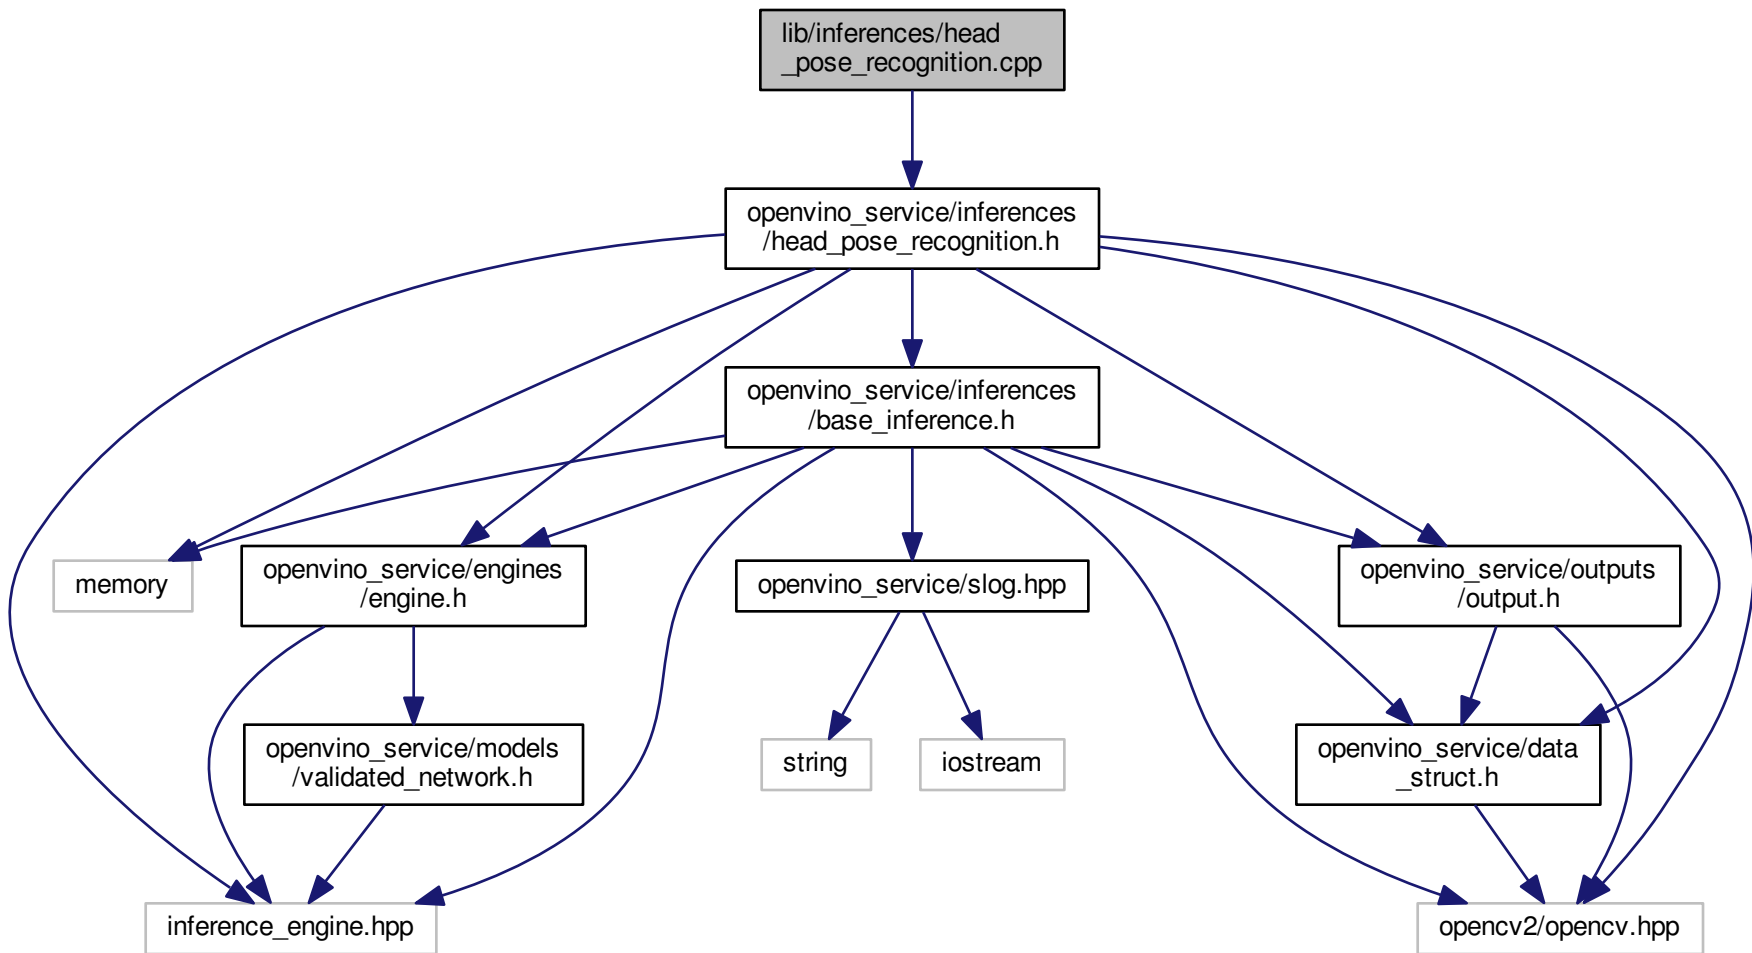 lib/inferences/head
_pose_recognition.cpp
openvino_service/inferences
/head_pose_recognition.h
openvino_service/inferences
/base_inference.h
memory
openvino_service/engines
/engine.h
openvino_service/slog.hpp
openvino_service/outputs
/output.h
openvino_service/models
/validated_network.h
string
iostream
openvino_service/data
_struct.h
inference_engine.hpp
opencv2/opencv.hpp